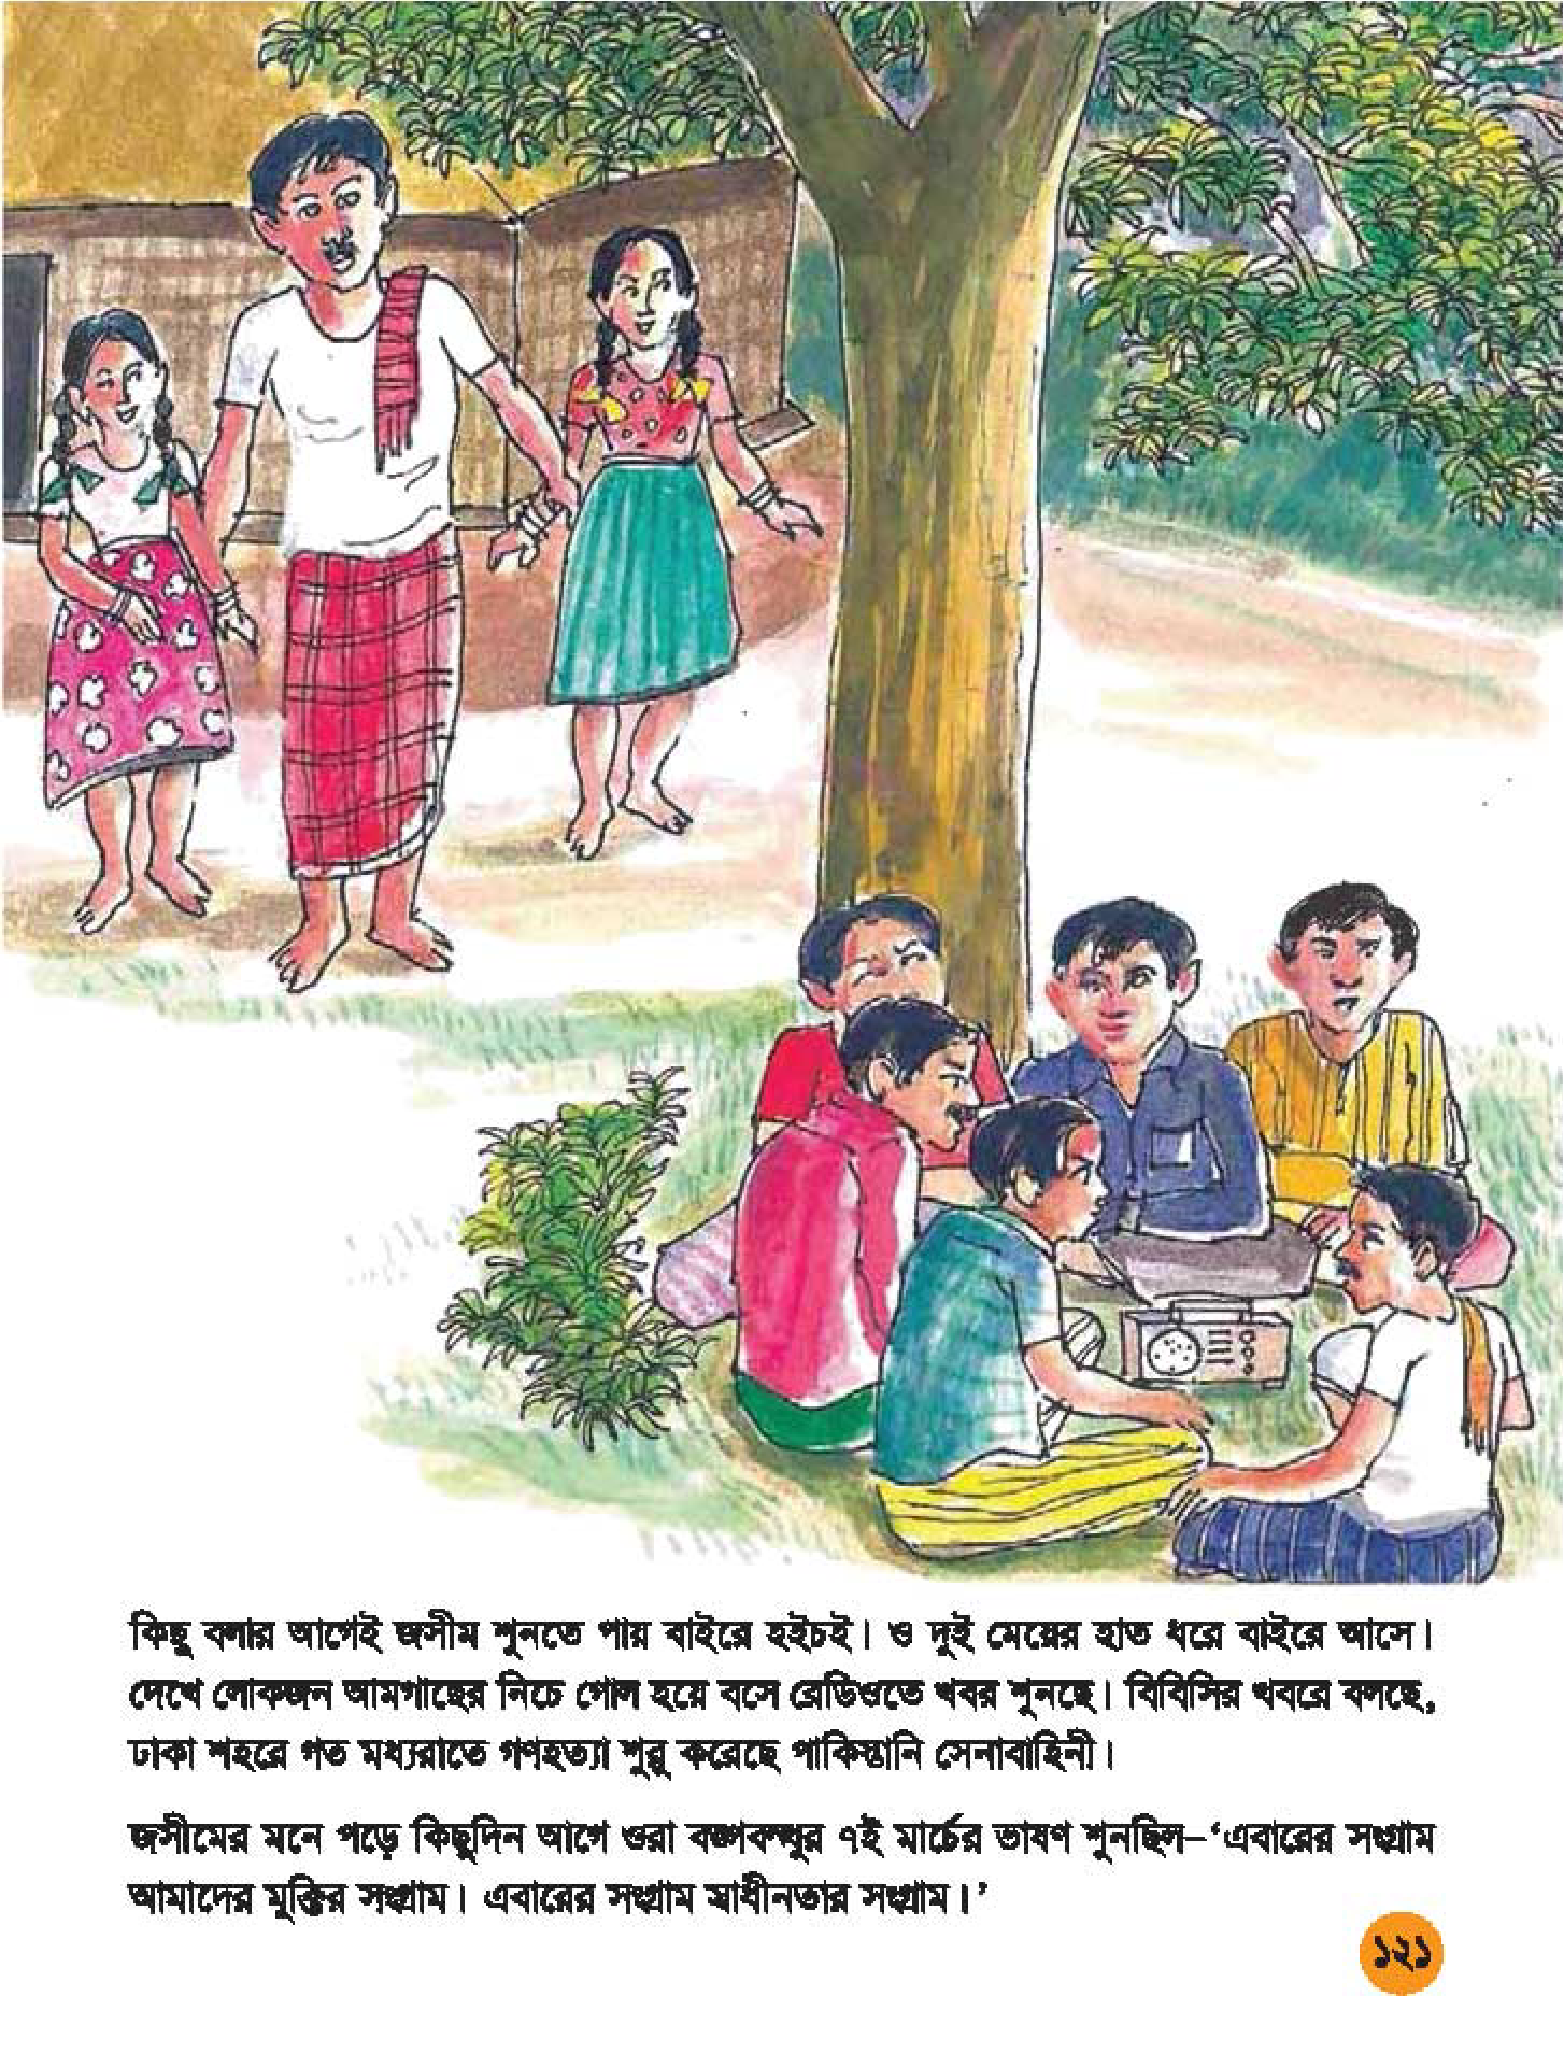 কিছু বলার আগেই জসীম শুনতে পায় বাইরে হইচই। ও দুই মেয়ের হাত ধরে বাইরে আসে।
দেখে লোকজন আমগাছের নিচে গোল হয়ে বসে রেডিওতে খবর শুনছে। বিবিসির খবরে বলছে,
ঢাকা শহরে গত মধ্যরাতে গণহত্যা শুরু করেছে পাকিস্তানি সেনাবাহিনী।
জসীমের মনে পড়ে কিছুদিন আগে ওরা বঙ্গবন্ধুর ৭ই মার্চের ভাষণ শুনছিল–‘এবারের সংগ্রাম
আমাদের মুক্তির সংগ্রাম। এবারের সংগ্রাম স্বাধীনতার সংগ্রাম।’
১২১